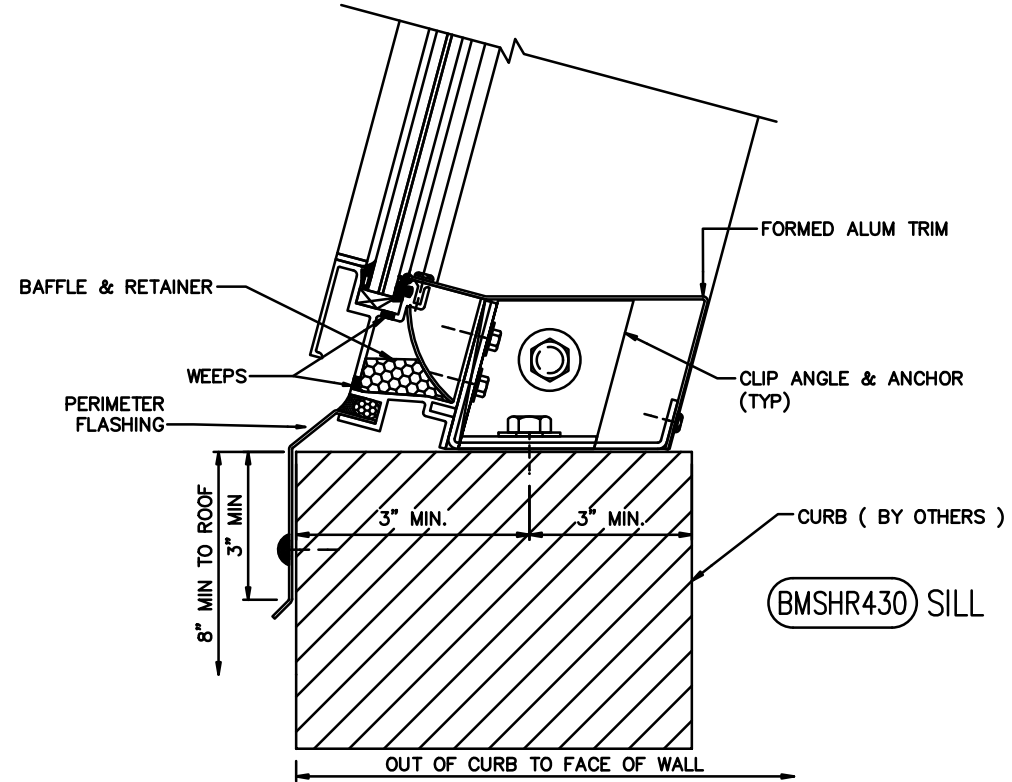 FORMED ALUM TRIM
BAFFLE & RETAINER
WEEPS
CLIP ANGLE & ANCHOR
(TYP)
PERIMETER
FLASHING
8" MIN TO ROOF
3" MIN
3" MIN.
3" MIN.
CURB ( BY OTHERS )
BMSHR430 SILL
OUT OF CURB TO FACE OF WALL